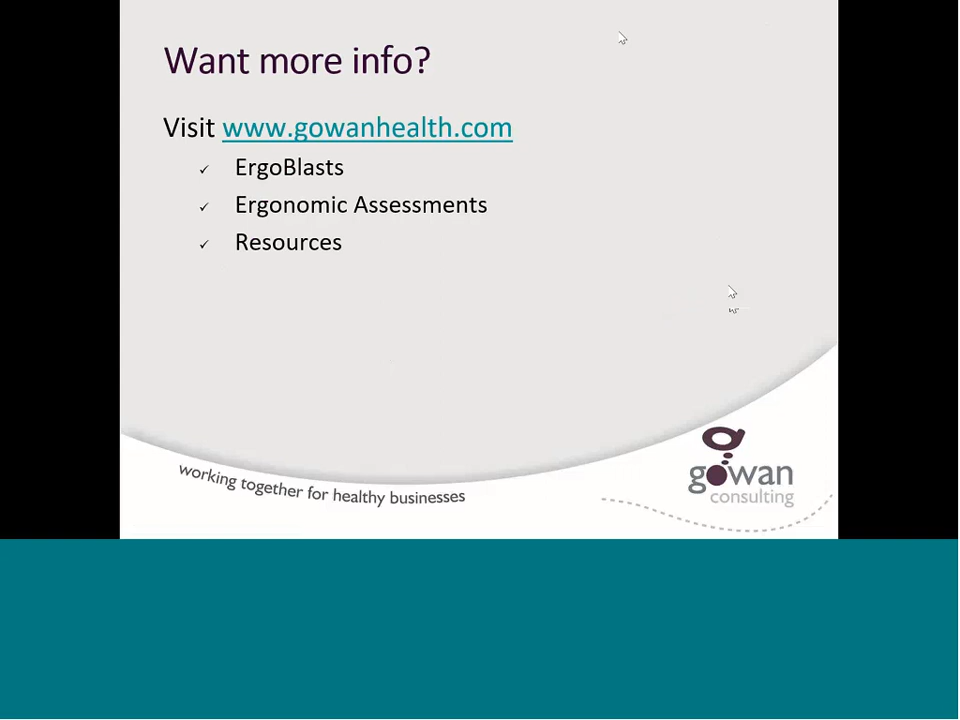 Want more info?
Visit www.gowanhealth.com
✓ ErgoBlasts
✓ Ergonomic Assessments
✓ Resources
working together for healthy businesses
gowan
consulting